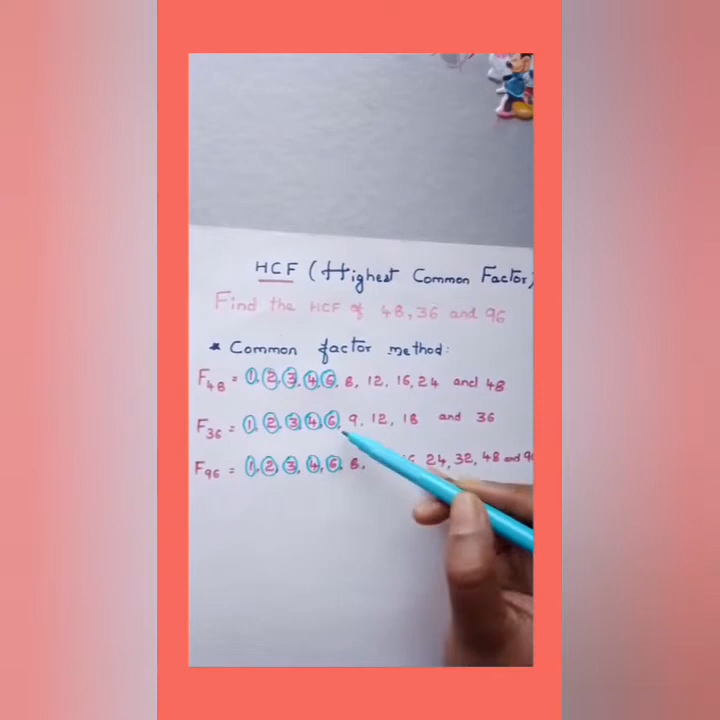 HCF (Highest Common Factor)
Find the HCF of 48, 36 and 96
* Common factor method:
F48 = 1, 2, 3, 4, 6, 8, 12, 16, 24 and 48
F36 = 1, 2, 3, 4, 6, 9, 12, 18 and 36
F96 = 1, 2, 3, 4, 6, 8, 24, 32, 48 and